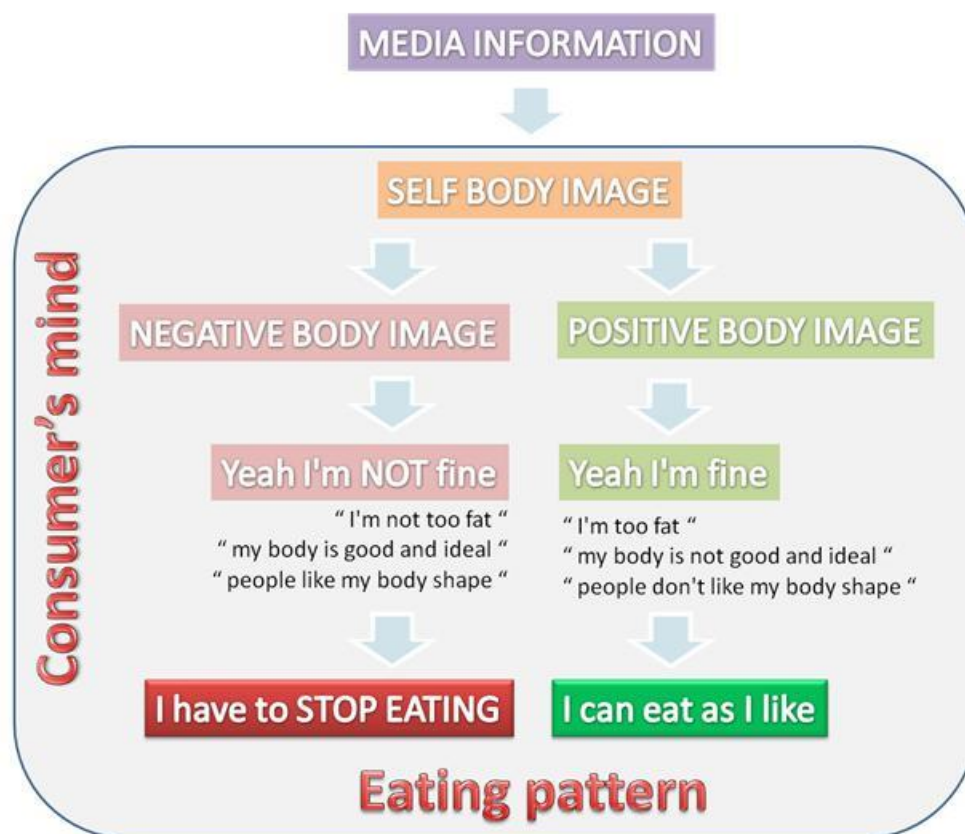 MEDIA INFORMATION
SELF BODY IMAGE
NEGATIVE BODY IMAGE
POSITIVE BODY IMAGE
Yeah I'm NOT fine
“ I'm not too fat “
“ my body is good and ideal “
“ people like my body shape “
Yeah I'm fine
“ I'm too fat “
“ my body is not good and ideal “
“ people don't like my body shape “
I have to STOP EATING
I can eat as I like
Consumer’s mind
Eating pattern